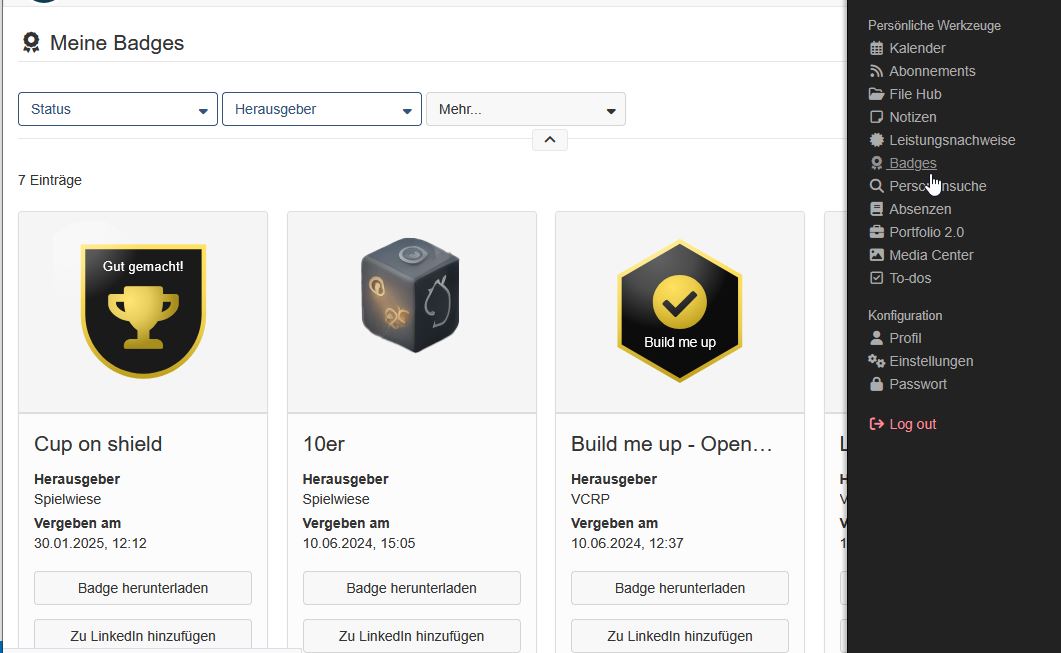 Meine Badges
Status
Herausgeber
Mehr...
7 Einträge
Gut gemacht!
Cup on shield
Herausgeber
Spielwiese
Vergeben am
30.01.2025, 12:12
Badge herunterladen
Zu LinkedIn hinzufügen
10er
Herausgeber
Spielwiese
Vergeben am
10.06.2024, 15:05
Badge herunterladen
Zu LinkedIn hinzufügen
Build me up
Build me up - Open…
Herausgeber
VCRP
Vergeben am
10.06.2024, 12:37
Badge herunterladen
Zu LinkedIn hinzufügen
Persönliche Werkzeuge
Kalender
Abonnements
File Hub
Notizen
Leistungsnachweise
Badges
Personensuche
Absenzen
Portfolio 2.0
Media Center
To-dos
Konfiguration
Profil
Einstellungen
Passwort
Log out